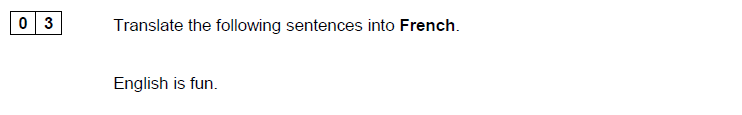 0 3 Translate the following sentences into French.
English is fun.